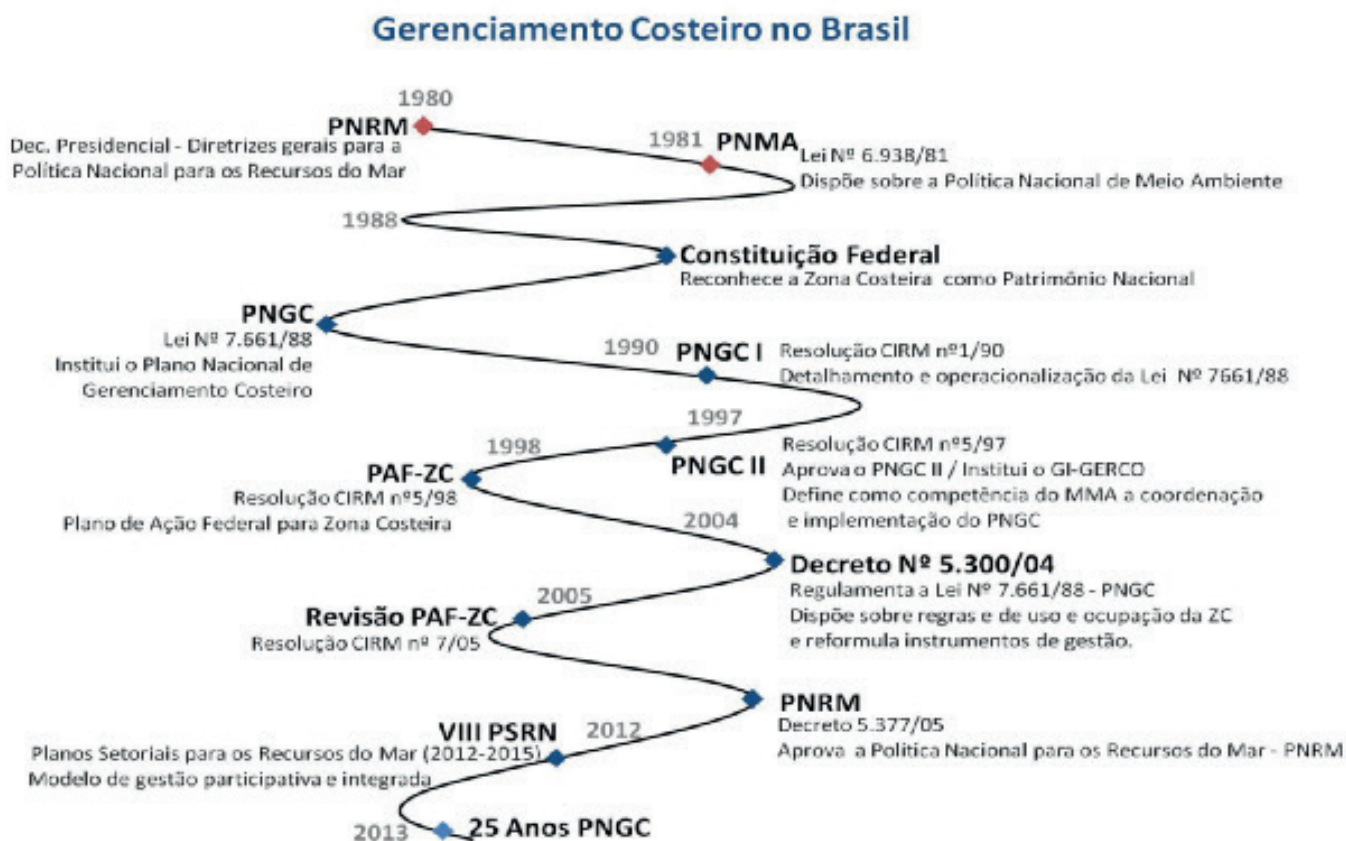 Gerenciamento Costeiro no Brasil
1980
PNRM
Dec. Presidencial - Diretrizes gerais para a
Política Nacional para os Recursos do Mar
1981
PNMA
Lei Nº 6.938/81
Dispõe sobre a Política Nacional de Meio Ambiente
1988
Constituição Federal
Reconhece a Zona Costeira como Patrimônio Nacional
PNGC
Lei Nº 7.661/88
Institui o Plano Nacional de
Gerenciamento Costeiro
1990
PNGC I
Resolução CIRM nº1/90
Detalhamento e operacionalização da Lei Nº 7661/88
1997
PNGC II
Resolução CIRM nº5/97
Aprova o PNGC II / Institui o GI-GERCO
Define como competência do MMA a coordenação
e implementação do PNGC
1998
PAF-ZC
Resolução CIRM nº5/98
Plano de Ação Federal para Zona Costeira
2004
Decreto Nº 5.300/04
Regulamenta a Lei Nº 7.661/88 - PNGC
Dispõe sobre regras e de uso e ocupação da ZC
e reformula instrumentos de gestão.
2005
Revisão PAF-ZC
Resolução CIRM nº 7/05
PNRM
Decreto 5.377/05
Aprova a Política Nacional para os Recursos do Mar - PNRM
2012
VIII PSRN
Planos Setoriais para os Recursos do Mar (2012-2015)
Modelo de gestão participativa e integrada
2013
25 Anos PNGC